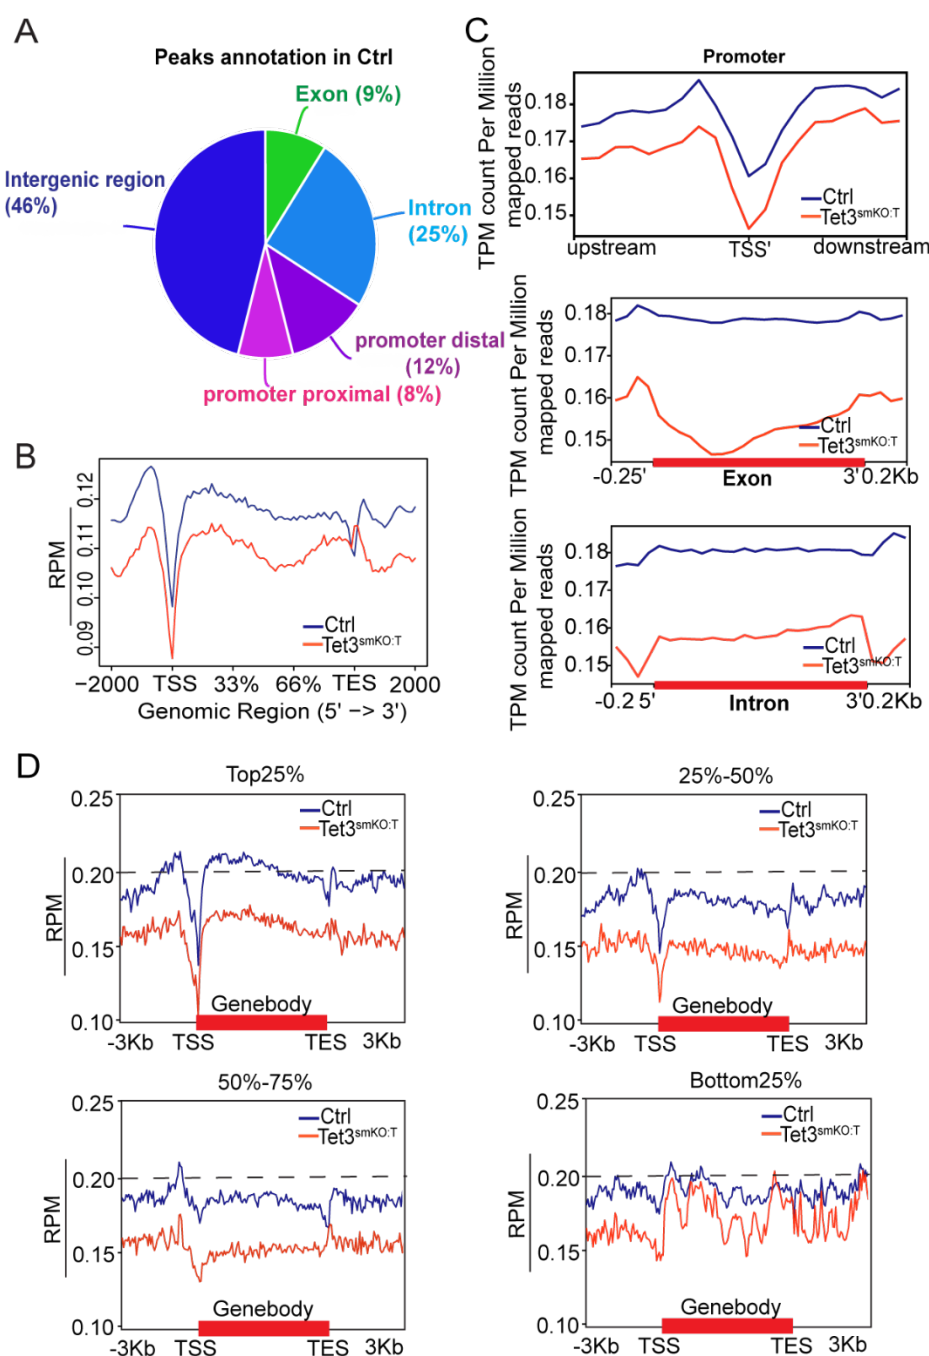 A
Peaks annotation in Ctrl
Exon (9%)
Intergenic region
(46%)
Intron
(25%)
promoter distal
(12%)
promoter proximal (8%)
B
RPM
0.12
0.11
0.10
0.09
Ctrl
Tet3smKO:T
−2000 TSS 33% 66% TES 2000
Genomic Region (5' −> 3')
C
Promoter
TPM count Per Million
mapped reads
0.18
0.17
0.16
0.15
Ctrl
Tet3smKO:T
upstream TSS' downstream
TPM count Per Million
mapped reads
0.18
0.17
0.16
0.15
Ctrl
Tet3smKO:T
-0.25' Exon 3'0.2Kb
TPM count Per Million
mapped reads
0.18
0.17
0.16
0.15
Ctrl
Tet3smKO:T
-0.25' Intron 3'0.2Kb
D
Top25%
RPM
0.25
0.20
0.15
0.10
Ctrl
Tet3smKO:T
Genebody
-3Kb TSS TES 3Kb
25%-50%
RPM
0.25
0.20
0.15
0.10
Ctrl
Tet3smKO:T
Genebody
-3Kb TSS TES 3Kb
50%-75%
RPM
0.25
0.20
0.15
0.10
Ctrl
Tet3smKO:T
Genebody
-3Kb TSS TES 3Kb
Bottom25%
RPM
0.25
0.20
0.15
0.10
Ctrl
Tet3smKO:T
Genebody
-3Kb TSS TES 3Kb